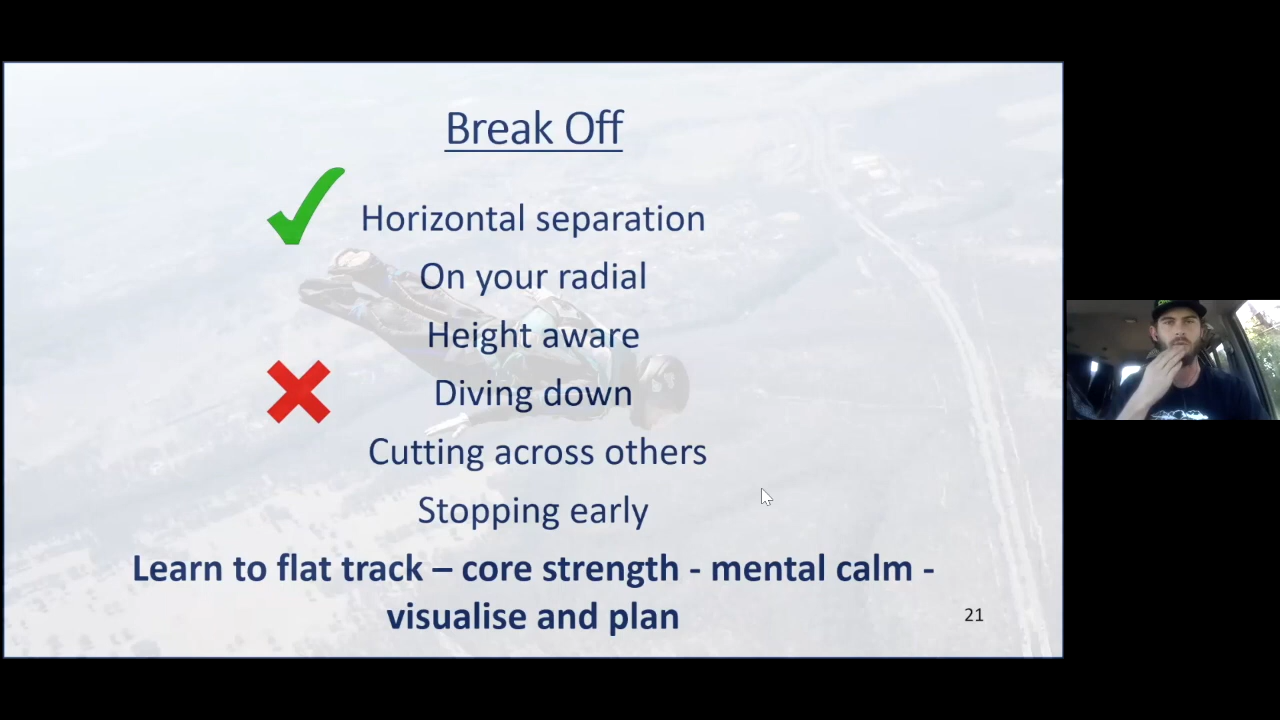 Break Off
Horizontal separation
On your radial
Height aware
Diving down
Cutting across others
Stopping early
Learn to flat track – core strength - mental calm -
visualise and plan
21